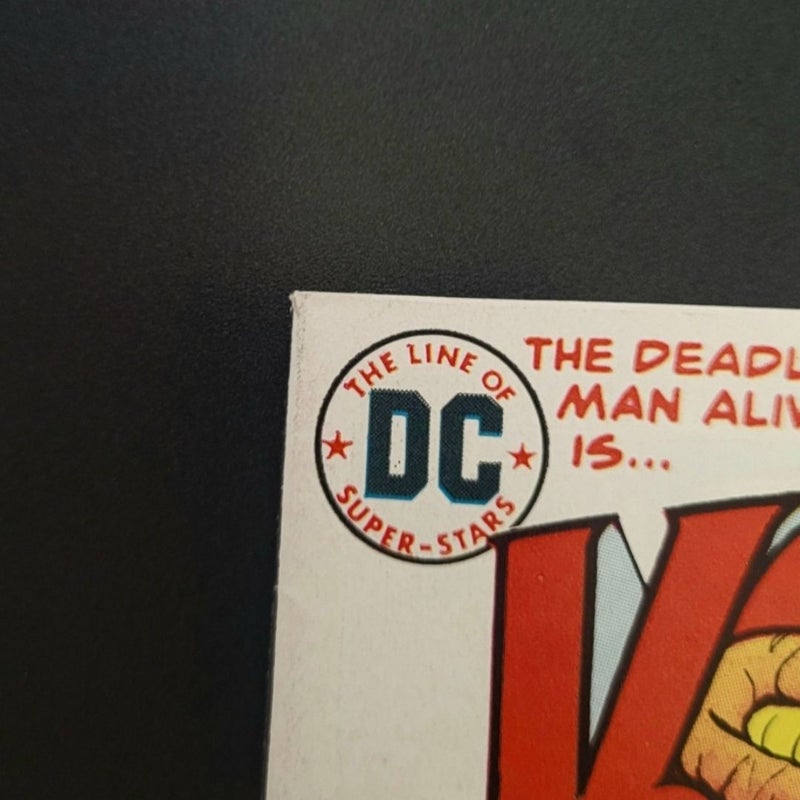 THE LINE OF
DC
SUPER-STARS
THE DEADL
MAN ALIV
IS...